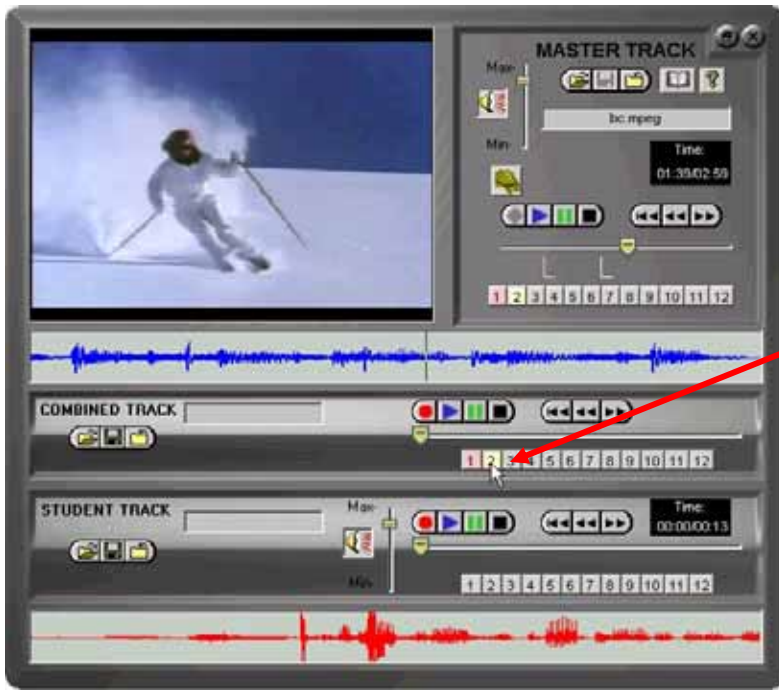 MASTER TRACK
Max
bc.mpeg
Min
Time:
01:39/02:59
1 2 3 4 5 6 7 8 9 10 11 12
COMBINED TRACK
1 2 3 4 5 6 7 8 9 10 11 12
STUDENT TRACK
Max
Time:
00:00/00:13
Min
1 2 3 4 5 6 7 8 9 10 11 12